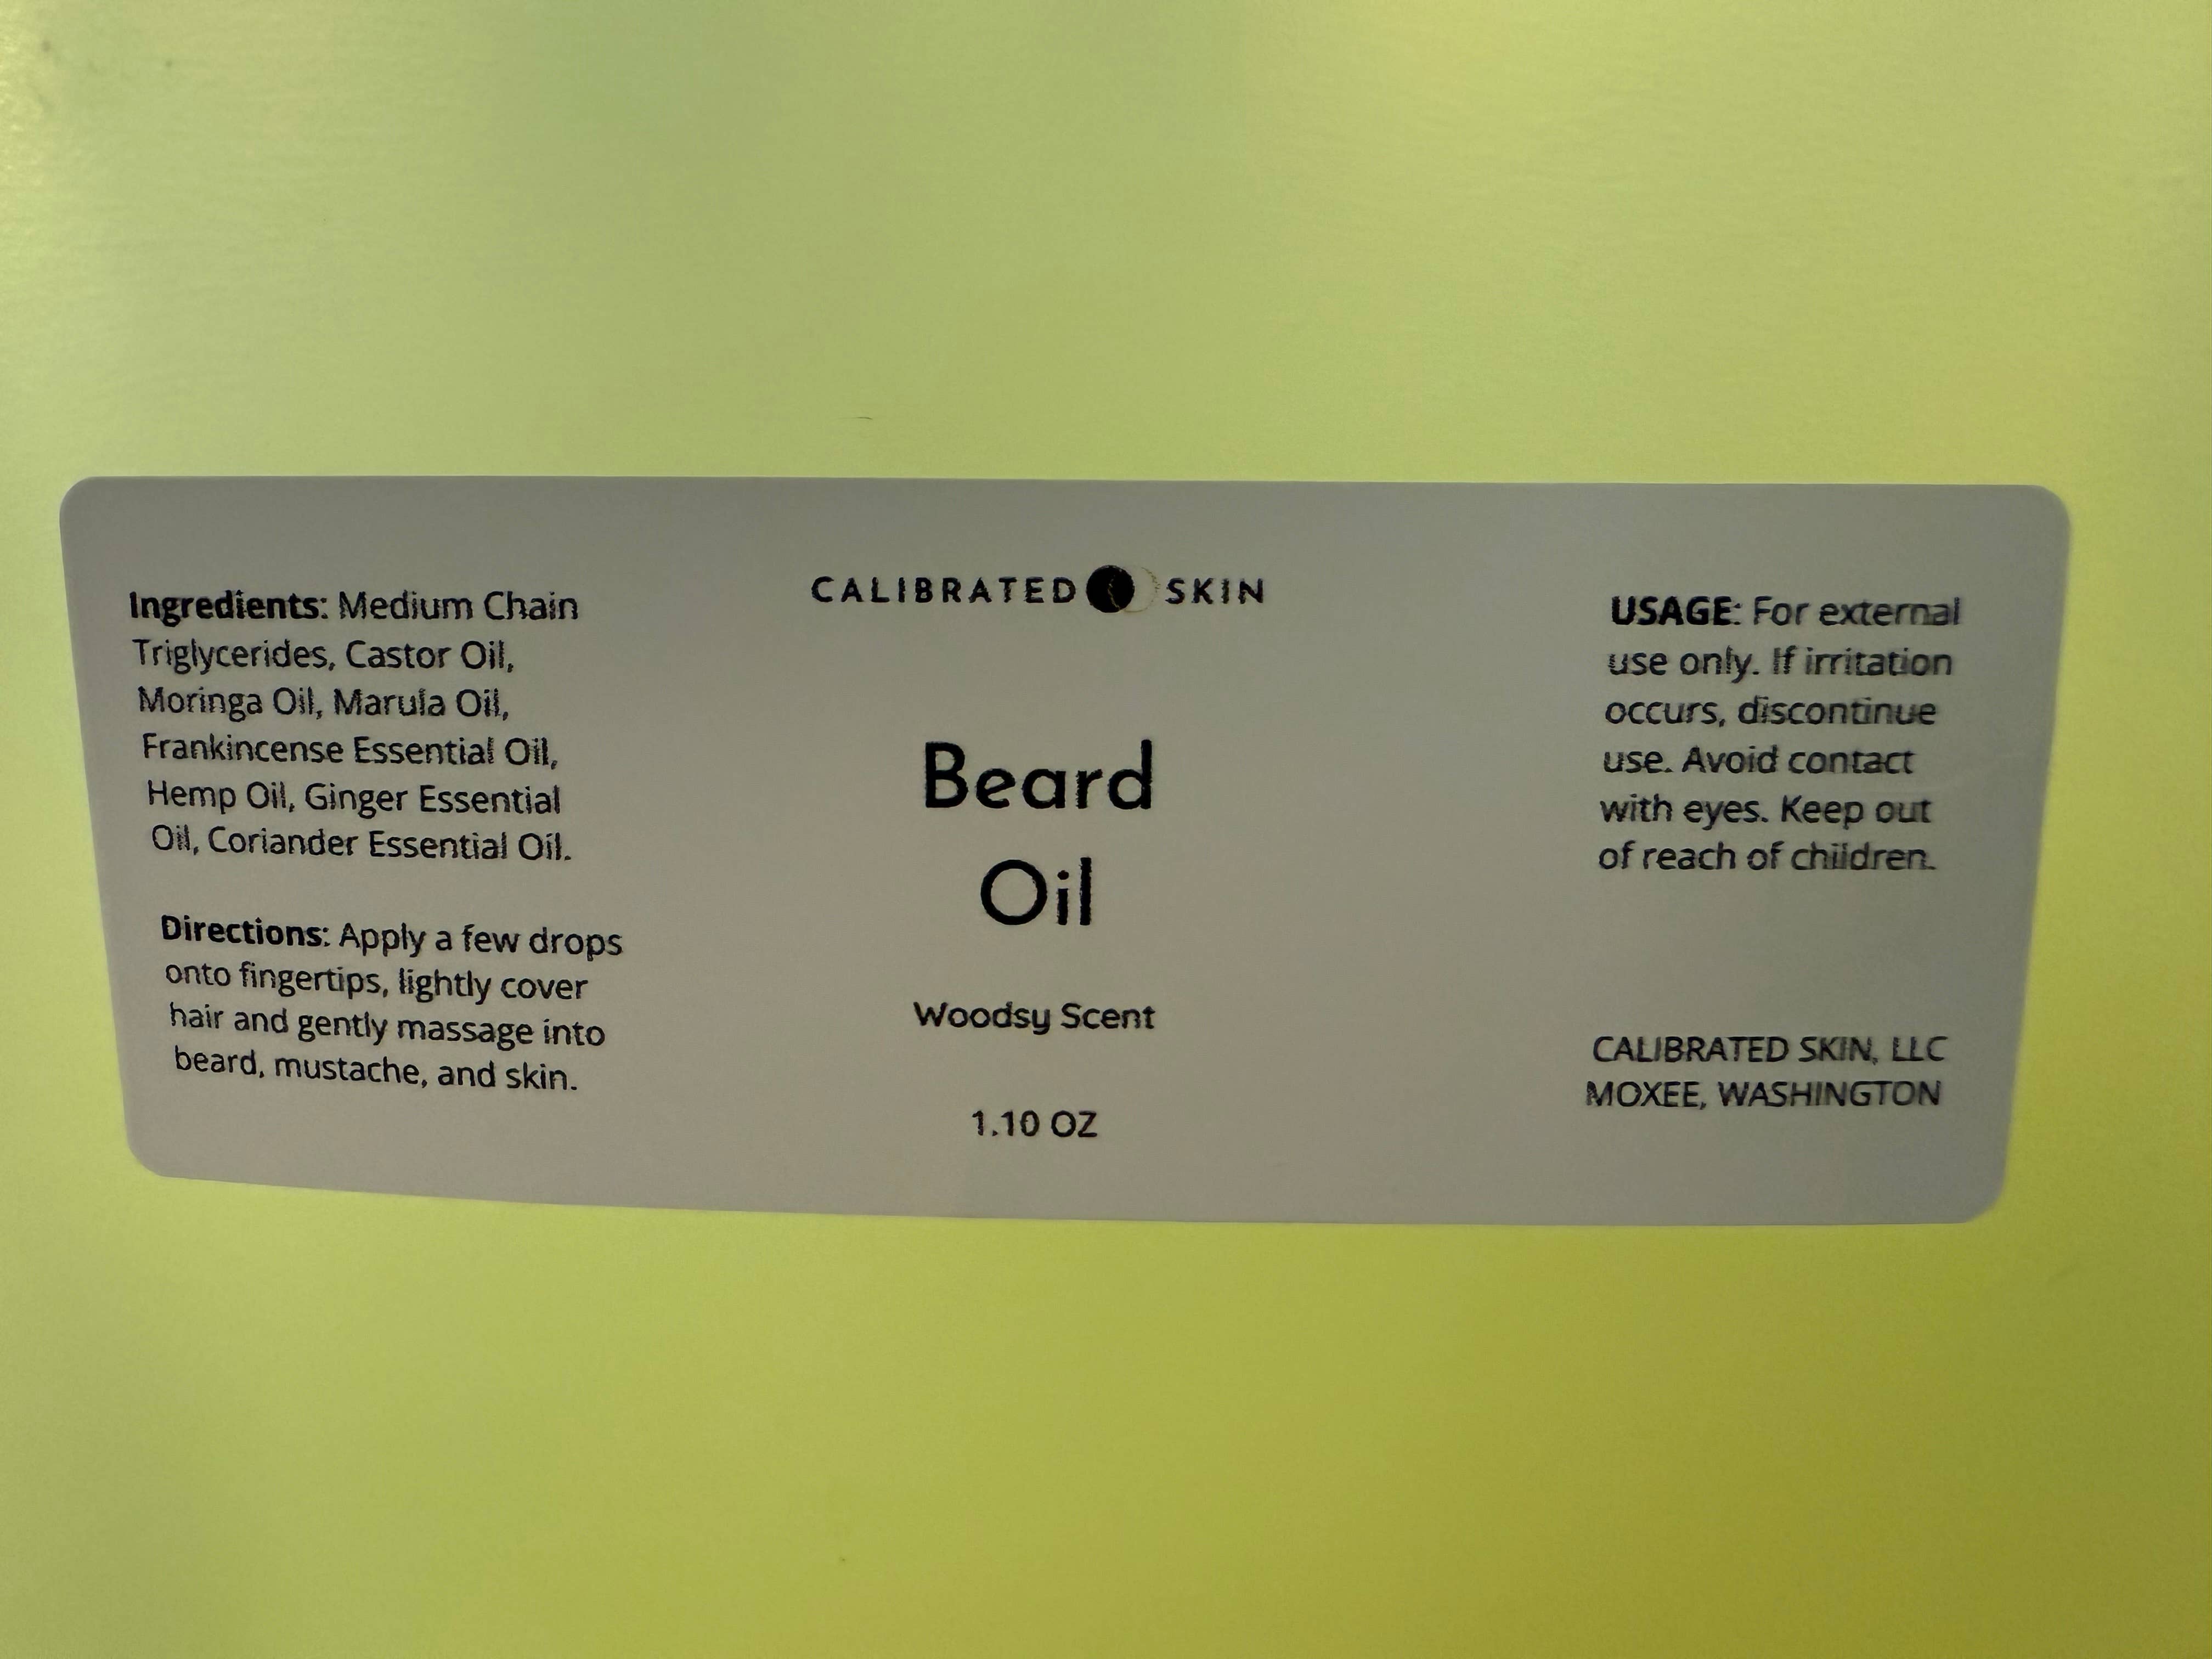 Ingredients: Medium Chain
Triglycerides, Castor Oil,
Moringa Oil, Marula Oil,
Frankincense Essential Oil,
Hemp Oil, Ginger Essential
Oil, Coriander Essential Oil.
Directions: Apply a few drops
onto fingertips, lightly cover
hair and gently massage into
beard, mustache, and skin.
CALIBRATED SKIN
Beard
Oil
Woodsy Scent
1.10 OZ
USAGE: For external
use only. If irritation
occurs, discontinue
use. Avoid contact
with eyes. Keep out
of reach of children.
CALIBRATED SKIN, LLC
MOXEE, WASHINGTON